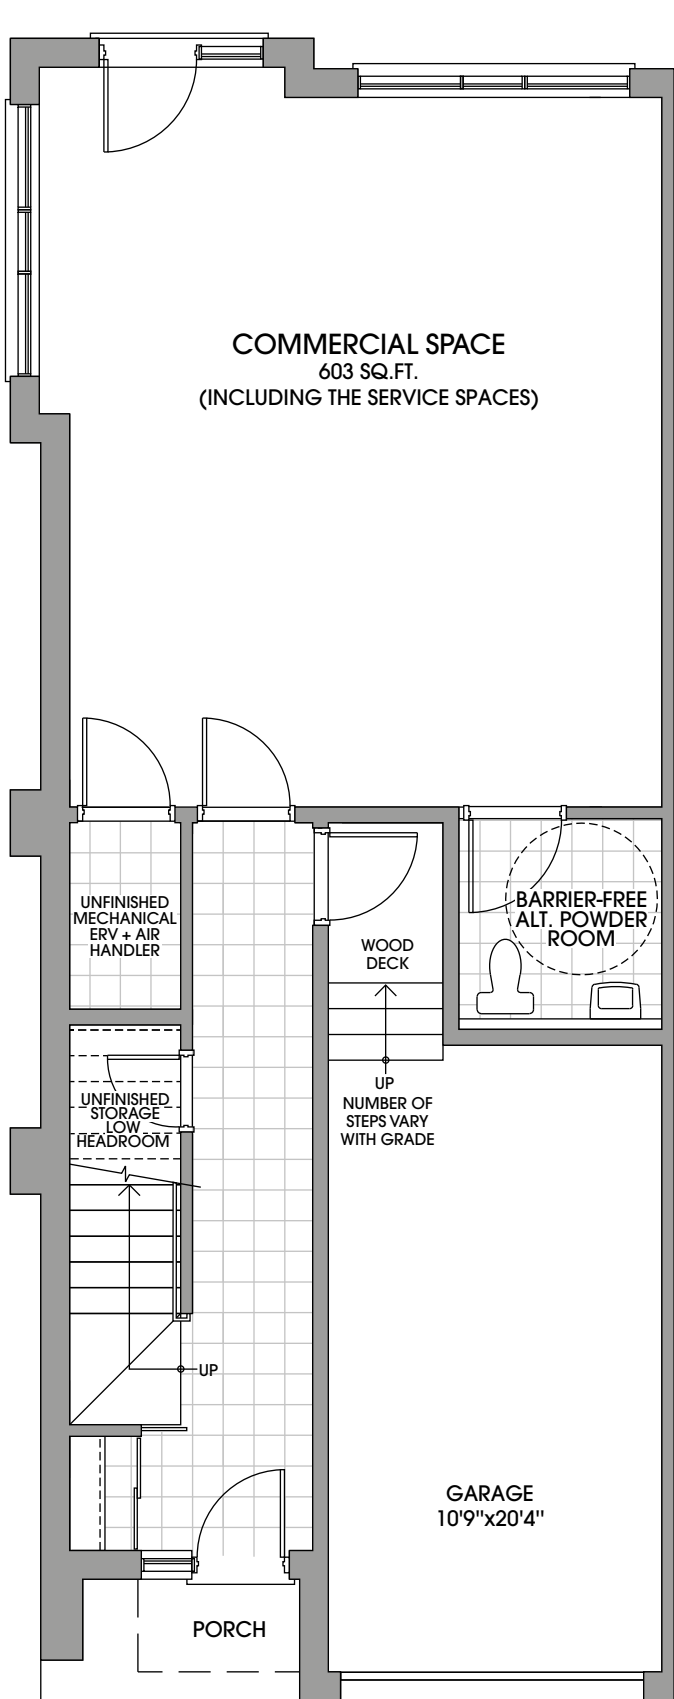 COMMERCIAL SPACE
603 SQ.FT.
(INCLUDING THE SERVICE SPACES)
UNFINISHED
MECHANICAL
ERV + AIR
HANDLER
WOOD
DECK
BARRIER-FREE
ALT. POWDER
ROOM
UP
NUMBER OF
STEPS VARY
WITH GRADE
UNFINISHED
STORAGE
LOW
HEADROOM
UP
GARAGE
10'9"x20'4"
PORCH